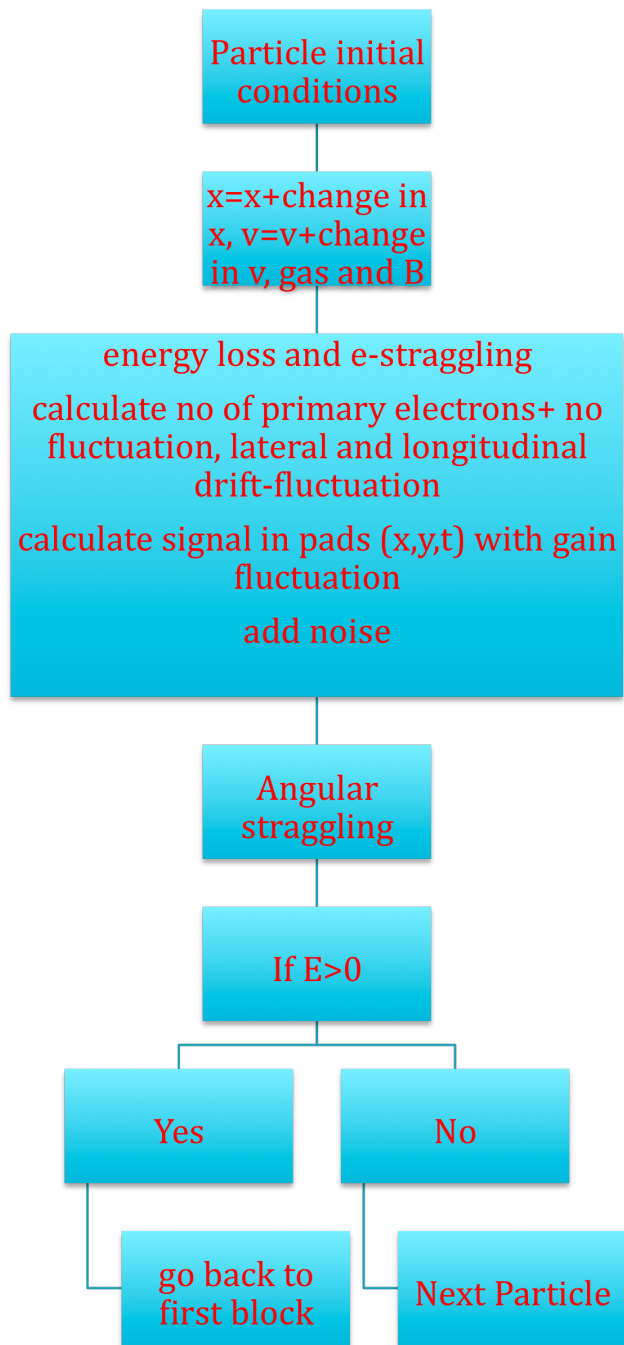 Particle initial
conditions
x=x+change in
x, v=v+change
in v, gas and B
energy loss and e-straggling
calculate no of primary electrons+ no
fluctuation, lateral and longitudinal
drift-fluctuation
calculate signal in pads (x,y,t) with gain
fluctuation
add noise
Angular
straggling
If E>0
Yes
No
go back to
first block
Next Particle